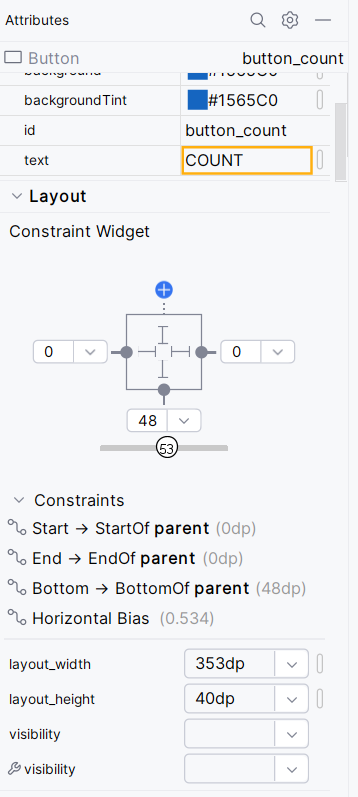 Attributes
Button button_count
background #1565C0
backgroundTint #1565C0
id button_count
text COUNT
Layout
Constraint Widget
0 0
48
53
Constraints
Start → StartOf parent (0dp)
End → EndOf parent (0dp)
Bottom → BottomOf parent (48dp)
Horizontal Bias (0.534)
layout_width 353dp
layout_height 40dp
visibility
visibility